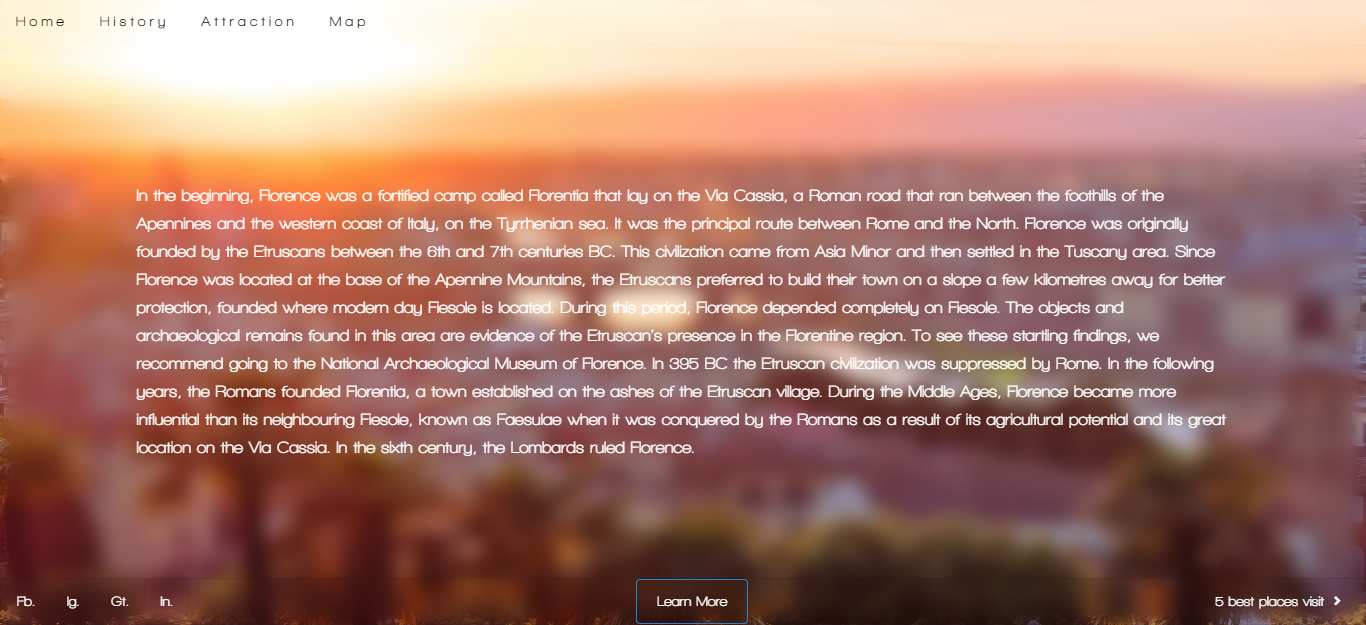 Home History Attraction Map
In the beginning, Florence was a fortified camp called Florentia that lay on the Via Cassia, a Roman road that ran between the foothills of the
Apennines and the western coast of Italy, on the Tyrrhenian sea. It was the principal route between Rome and the North. Florence was originally
founded by the Etruscans between the 6th and 7th centuries BC. This civilization came from Asia Minor and then settled in the Tuscany area. Since
Florence was located at the base of the Apennine Mountains, the Etruscans preferred to build their town on a slope a few kilometres away for better
protection, founded where modern day Fiesole is located. During this period, Florence depended completely on Fiesole. The objects and
archaeological remains found in this area are evidence of the Etruscan's presence in the Florentine region. To see these startling findings, we
recommend going to the National Archaeological Museum of Florence. In 395 BC the Etruscan civilization was suppressed by Rome. In the following
years, the Romans founded Florentia, a town established on the ashes of the Etruscan village. During the Middle Ages, Florence became more
influential than its neighbouring Fiesole, known as Faesulae when it was conquered by the Romans as a result of its agricultural potential and its great
location on the Via Cassia. In the sixth century, the Lombards ruled Florence.
Fb. Ig. Gt. In. Learn More 5 best places visit